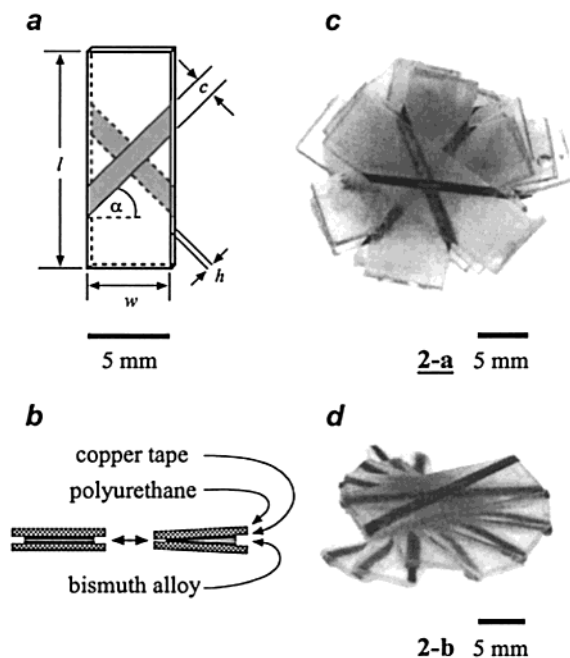 a
c
l
α
w
h
5 mm
b
copper tape
polyurethane
bismuth alloy
c
2-a 5 mm
d
2-b 5 mm